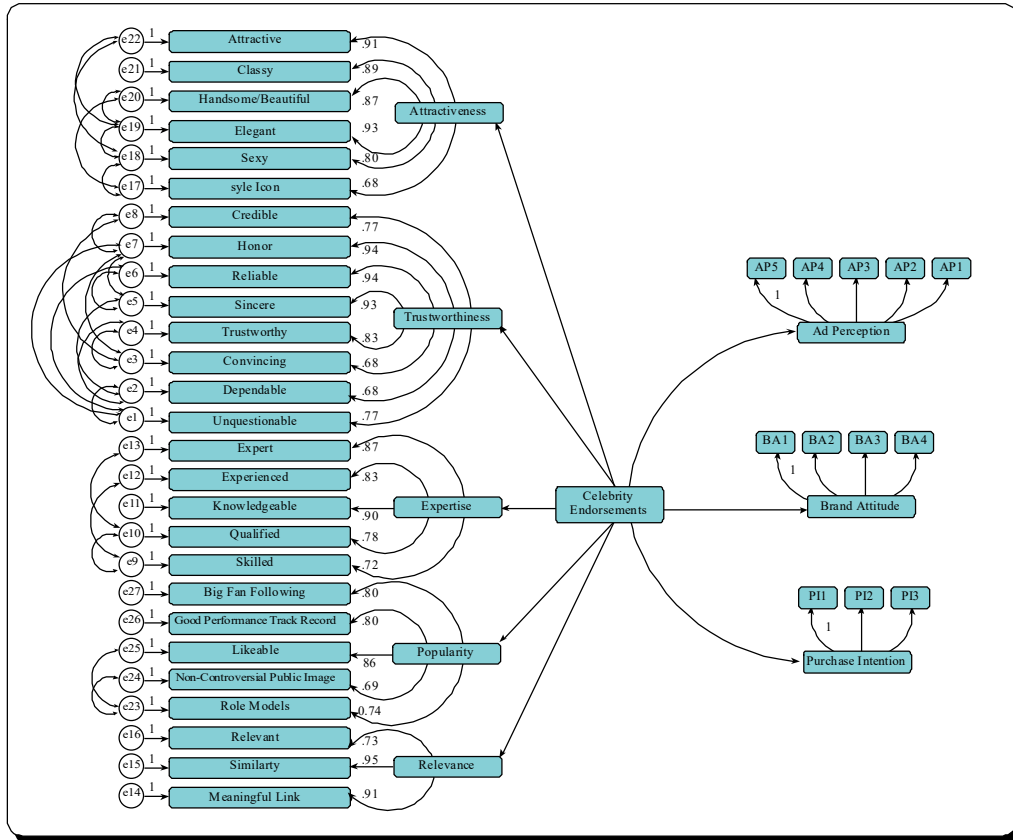 e22 1 Attractive .91
e21 1 Classy .89
e20 1 Handsome/Beautiful .87
Attractiveness
e19 1 Elegant .93
e18 1 Sexy .80
e17 1 syle Icon .68
e8 1 Credible .77
e7 1 Honor .94
e6 1 Reliable .94
e5 1 Sincere .93
Trustworthiness
e4 1 Trustworthy .83
e3 1 Convincing .68
e2 1 Dependable .68
e1 1 Unquestionable .77
e13 1 Expert .87
e12 1 Experienced .83
e11 1 Knowledgeable .90
Expertise
e10 1 Qualified .78
e9 1 Skilled .72
e27 1 Big Fan Following .80
e26 1 Good Performance Track Record .80
e25 1 Likeable 86
Popularity
e24 1 Non-Controversial Public Image .69
e23 1 Role Models 0.74
e16 1 Relevant .73
e15 1 Similarty .95
Relevance
e14 1 Meaningful Link .91
Celebrity
Endorsements
AP5 AP4 AP3 AP2 AP1
1
Ad Perception
BA1 BA2 BA3 BA4
1
Brand Attitude
PI1 PI2 PI3
1
Purchase Intention